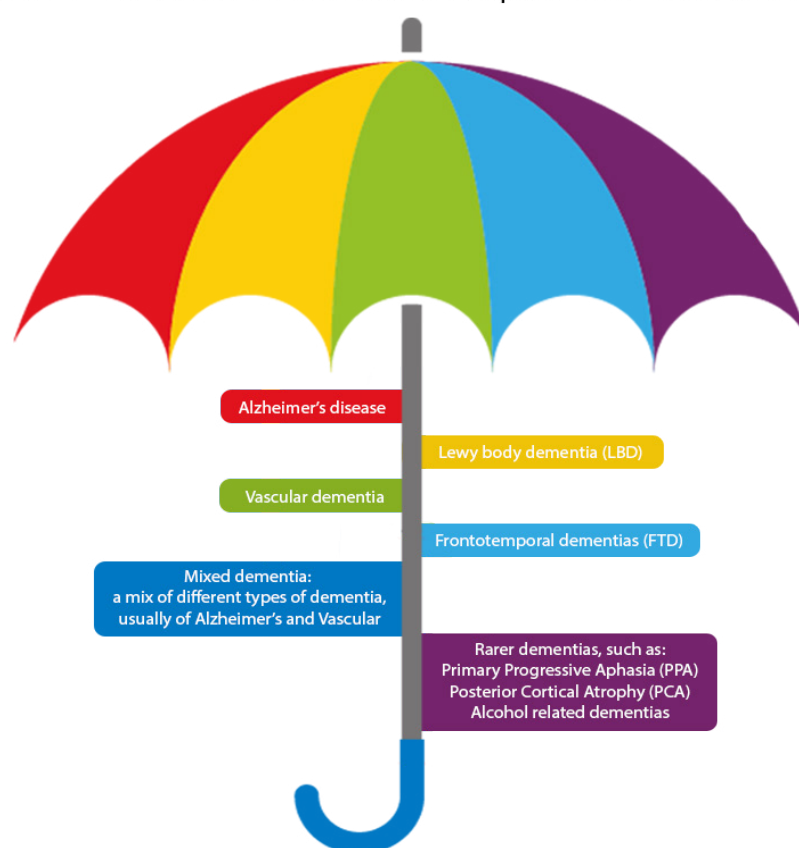 Alzheimer's disease
Lewy body dementia (LBD)
Vascular dementia
Frontotemporal dementias (FTD)
Mixed dementia:
a mix of different types of dementia,
usually of Alzheimer's and Vascular
Rarer dementias, such as:
Primary Progressive Aphasia (PPA)
Posterior Cortical Atrophy (PCA)
Alcohol related dementias